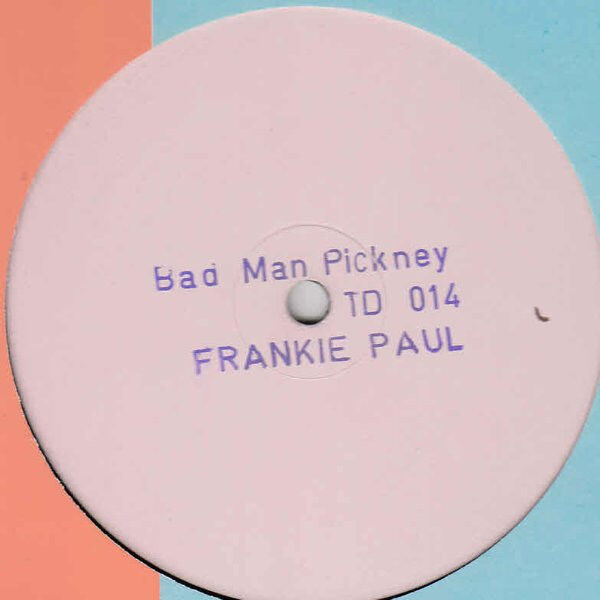 Bad Man Pickney
TD 014
FRANKIE PAUL